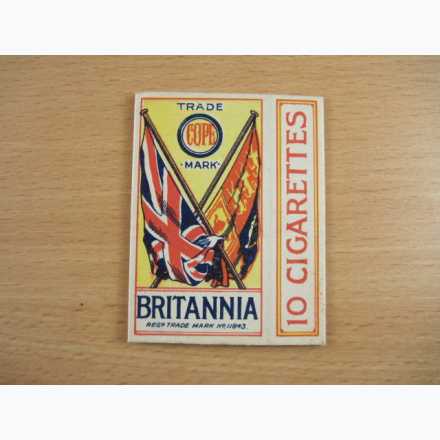 TRADE
COPE
·MARK·
BRITANNIA
REGD TRADE MARK No. 11843.
10 CIGARETTES